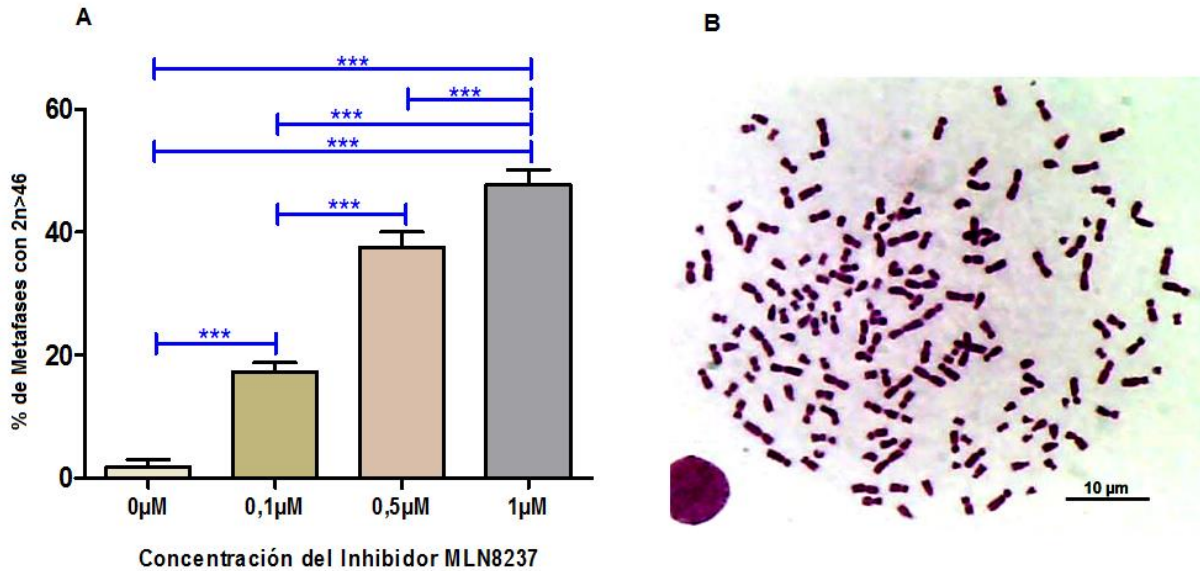 A
B
***
***
***
***
***
***
60
40
20
0
% de Metafases con 2n>46
0µM
0,1µM
0,5µM
1µM
Concentración del Inhibidor MLN8237
10 µm